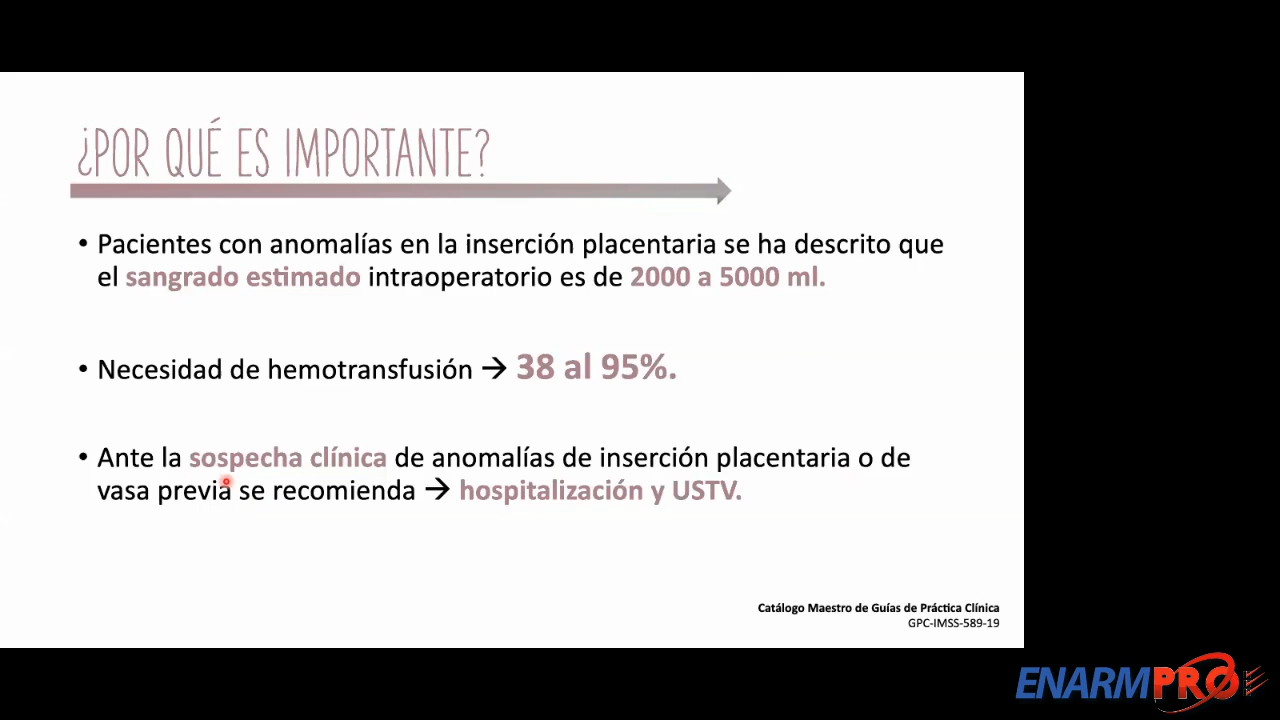 ¿POR QUÉ ES IMPORTANTE?
• Pacientes con anomalías en la inserción placentaria se ha descrito que
el sangrado estimado intraoperatorio es de 2000 a 5000 ml.
• Necesidad de hemotransfusión → 38 al 95%.
• Ante la sospecha clínica de anomalías de inserción placentaria o de
vasa previa se recomienda → hospitalización y USTV.
Catálogo Maestro de Guías de Práctica Clínica
GPC-IMSS-589-19
ENARMPRO